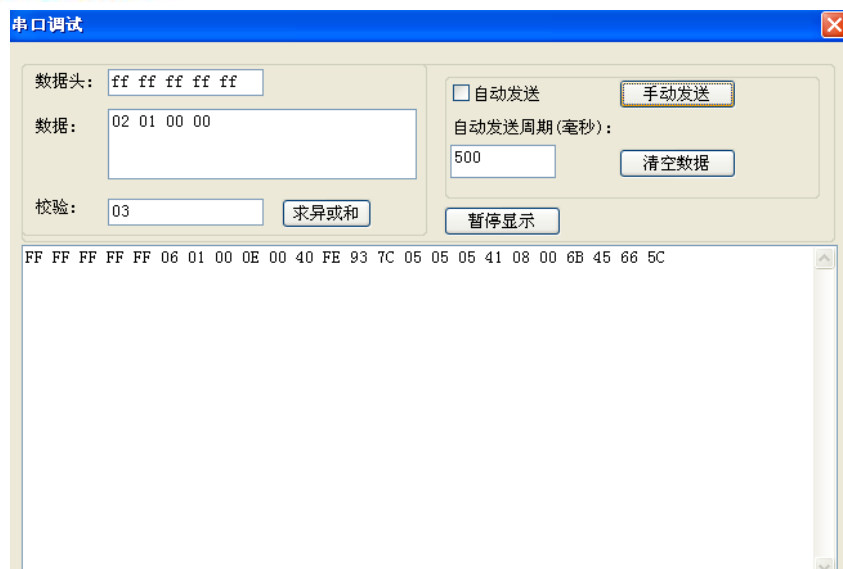 串口调试
数据头: ff ff ff ff ff
数据: 02 01 00 00
校验: 03 求异或和
自动发送 手动发送
自动发送周期(毫秒):
500 清空数据
暂停显示
FF FF FF FF FF 06 01 00 0E 00 40 FE 93 7C 05 05 05 41 08 00 6B 45 66 5C